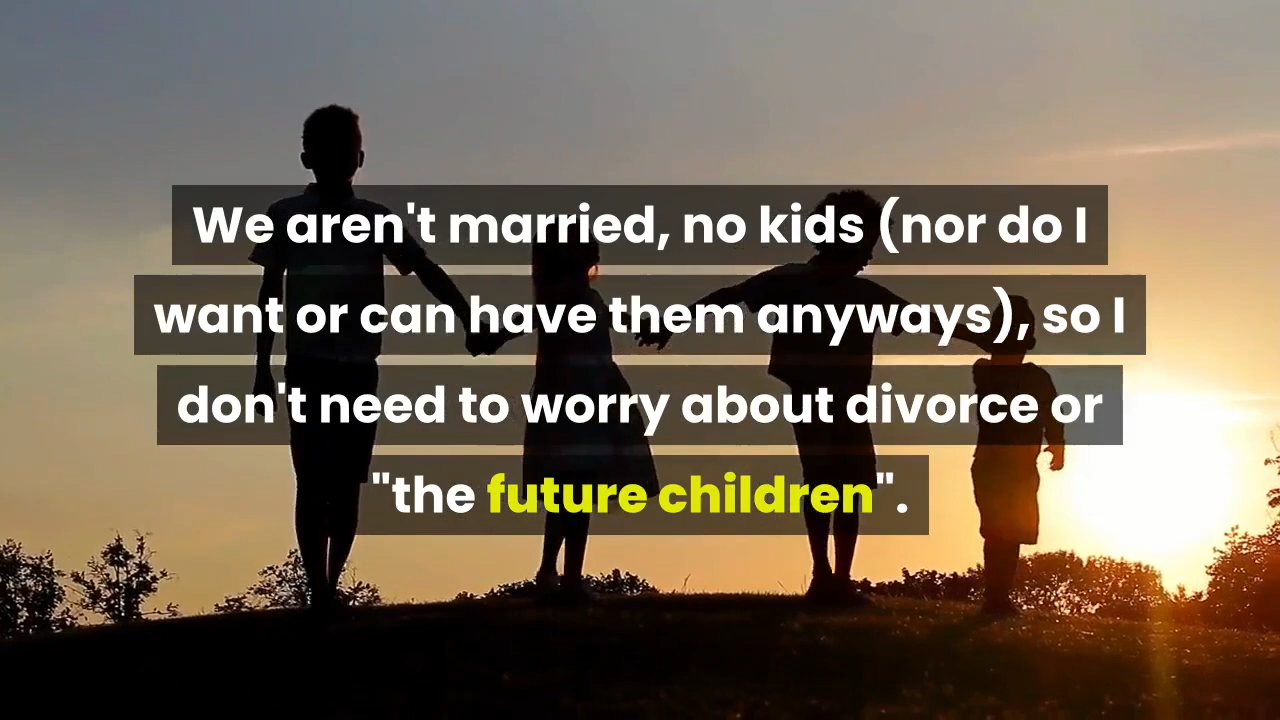 We aren't married, no kids (nor do I
want or can have them anyways), so I
don't need to worry about divorce or
"the future children".